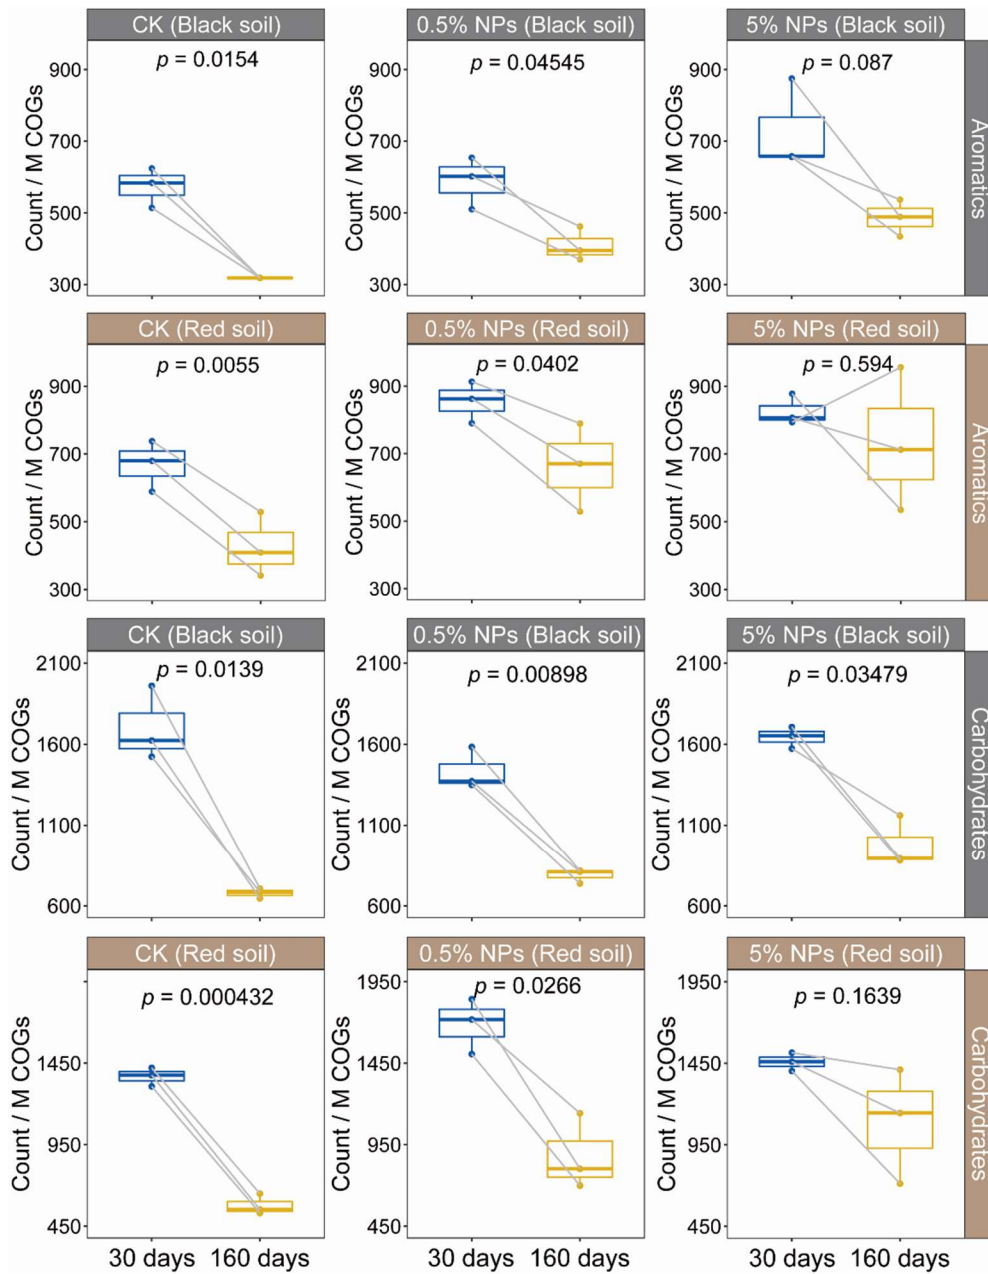 CK (Black soil)
0.5% NPs (Black soil)
5% NPs (Black soil)
p = 0.0154
p = 0.04545
p = 0.087
Count / M COGs
900
700
500
300
Count / M COGs
900
700
500
300
Count / M COGs
900
700
500
300
Aromatics
CK (Red soil)
0.5% NPs (Red soil)
5% NPs (Red soil)
p = 0.0055
p = 0.0402
p = 0.594
Count / M COGs
900
700
500
300
Count / M COGs
900
700
500
300
Count / M COGs
900
700
500
300
Aromatics
CK (Black soil)
0.5% NPs (Black soil)
5% NPs (Black soil)
p = 0.0139
p = 0.00898
p = 0.03479
Count / M COGs
2100
1600
1100
600
Count / M COGs
2100
1600
1100
600
Count / M COGs
2100
1600
1100
600
Carbohydrates
CK (Red soil)
0.5% NPs (Red soil)
5% NPs (Red soil)
p = 0.000432
p = 0.0266
p = 0.1639
Count / M COGs
1450
950
450
Count / M COGs
1950
1450
950
450
Count / M COGs
1950
1450
950
450
Carbohydrates
30 days 160 days
30 days 160 days
30 days 160 days